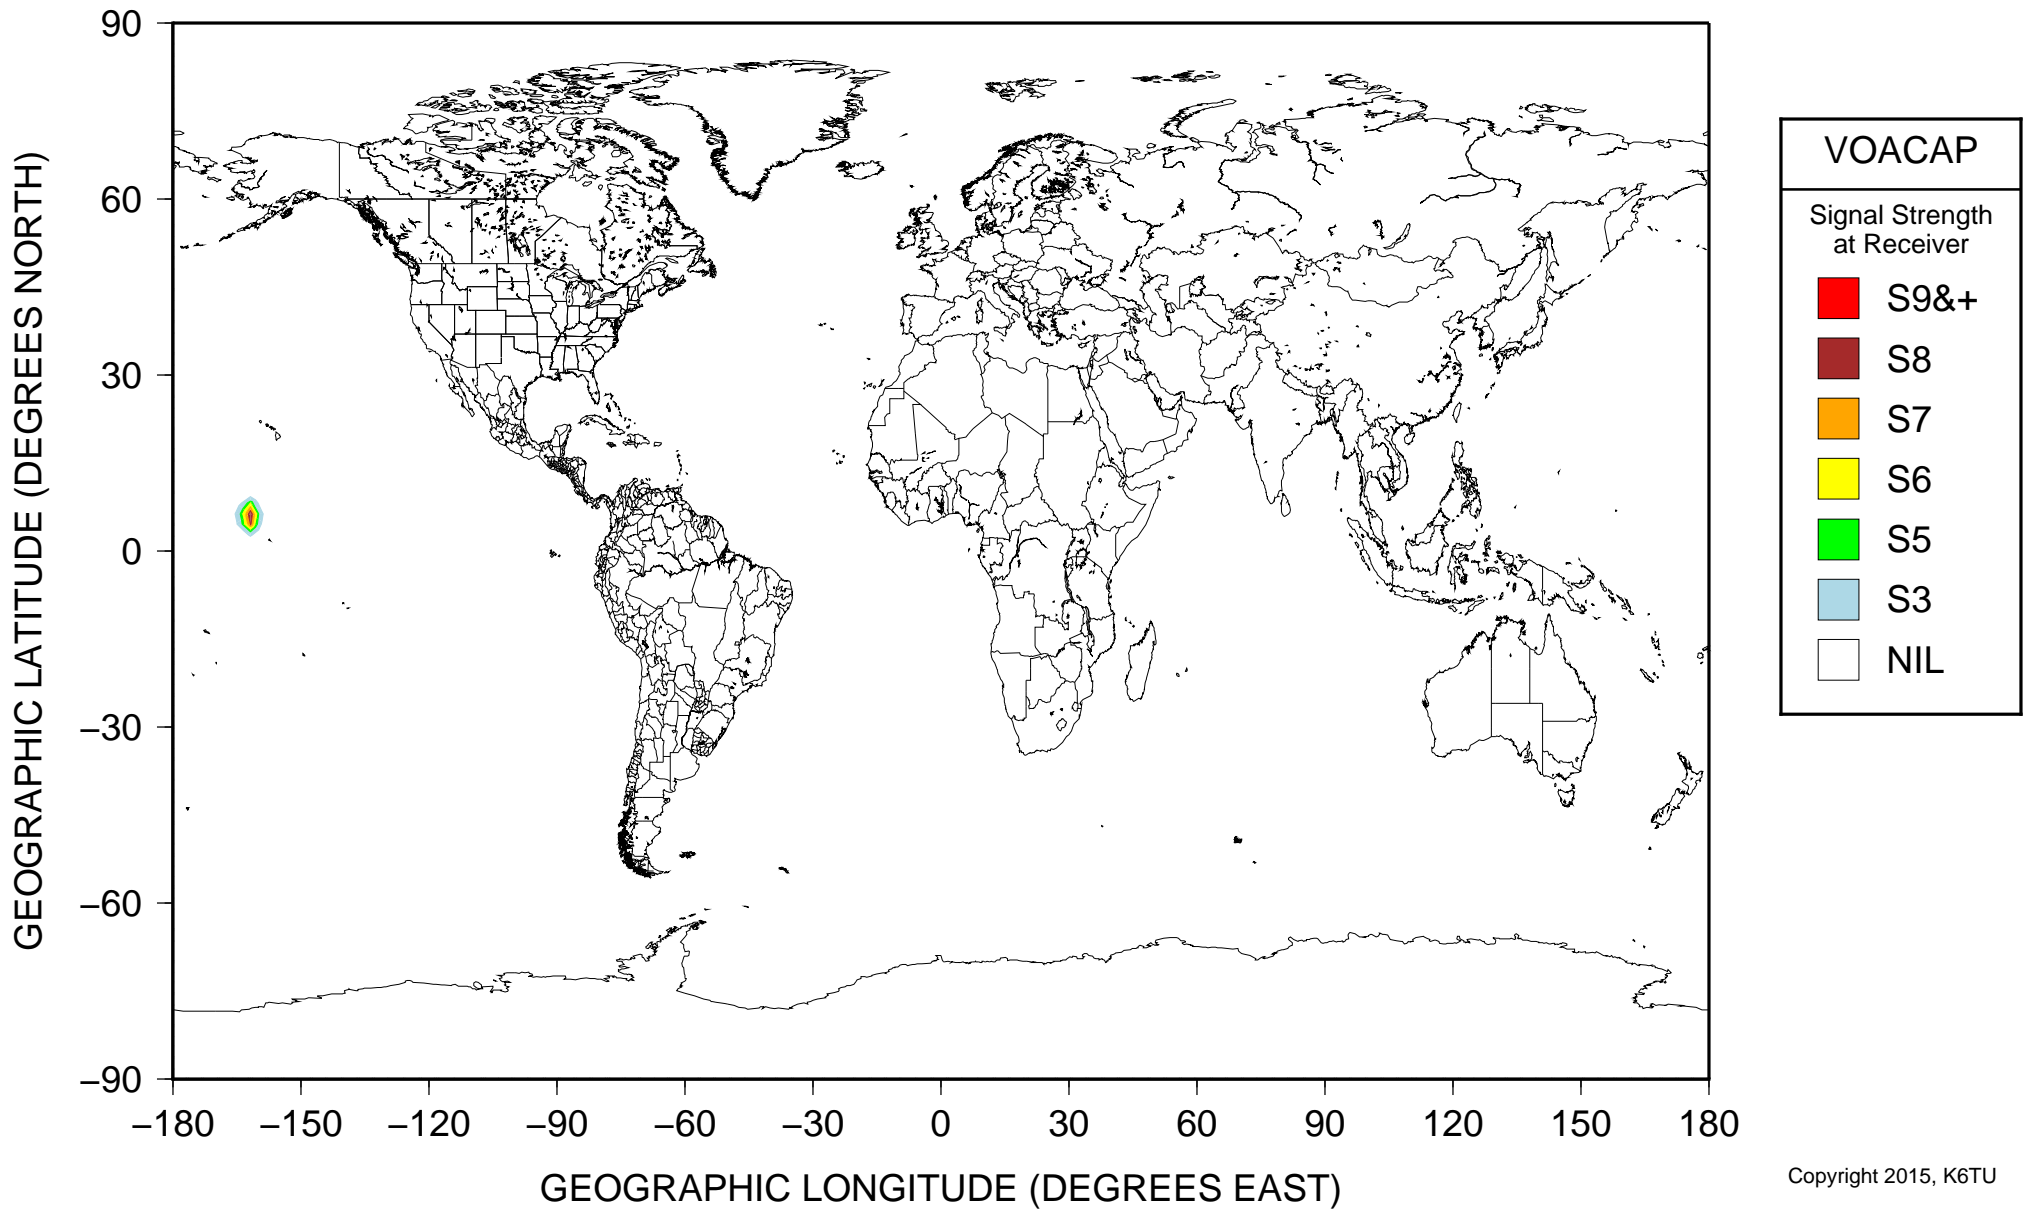 90
60
30
0
−30
−60
−90
GEOGRAPHIC LATITUDE (DEGREES NORTH)
−180 −150 −120 −90 −60 −30 0 30 60 90 120 150 180
GEOGRAPHIC LONGITUDE (DEGREES EAST)
VOACAP
Signal Strength
at Receiver
S9&+
S8
S7
S6
S5
S3
NIL
Copyright 2015, K6TU